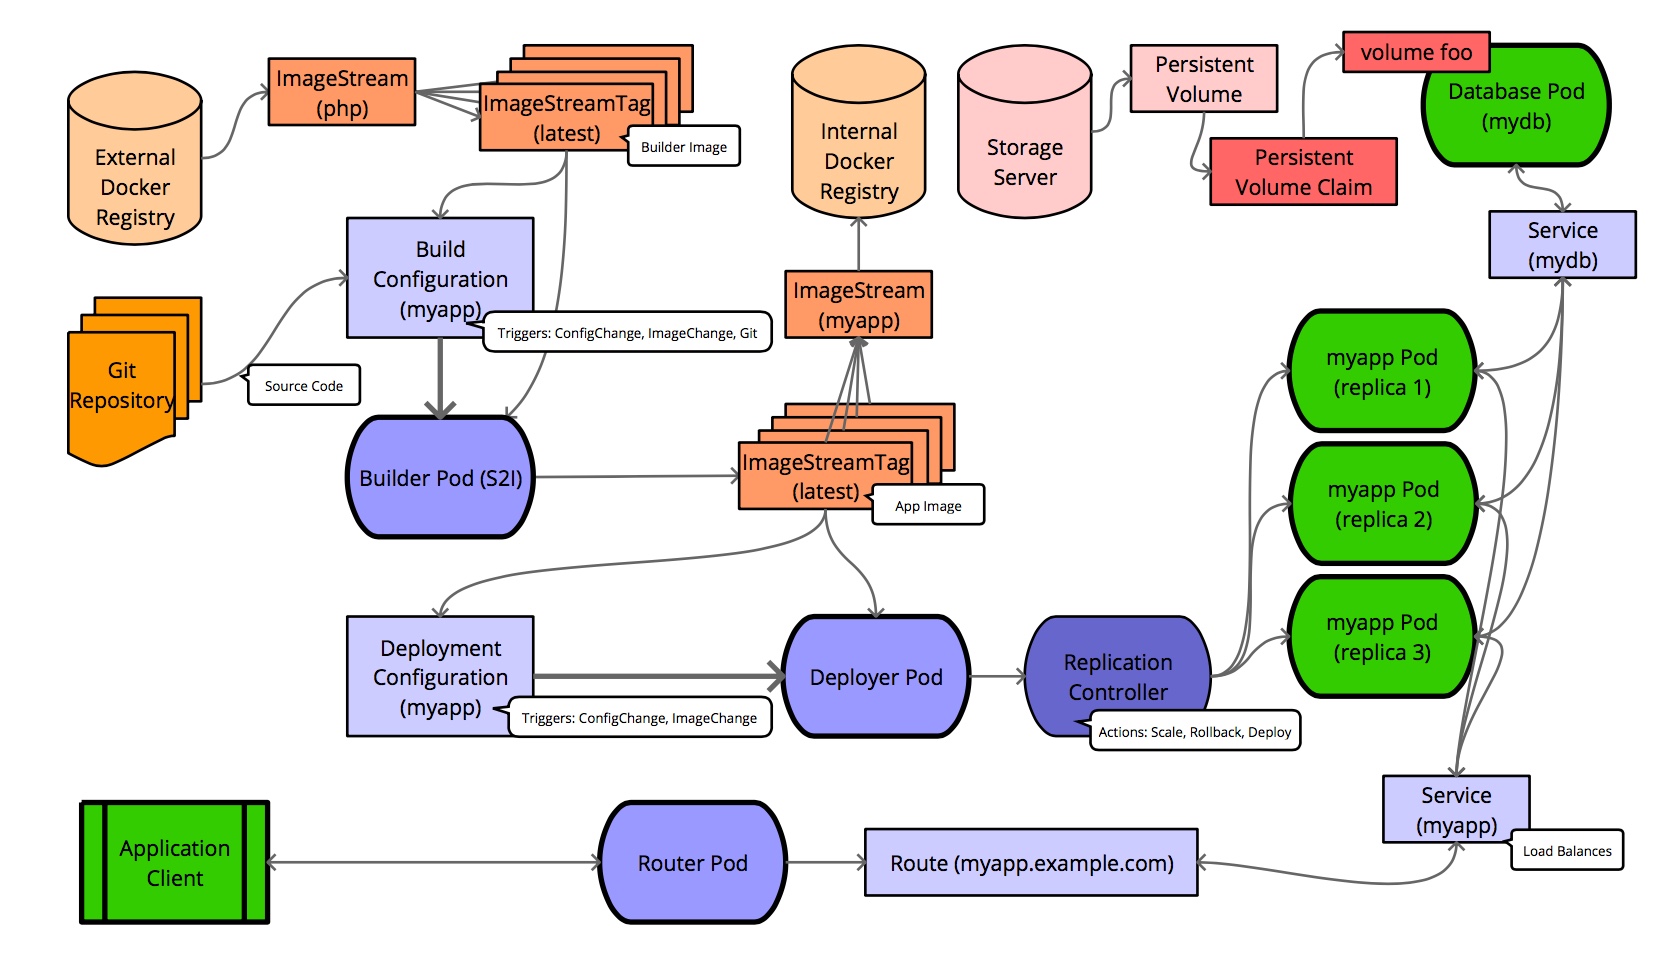 External
Docker
Registry
ImageStream
(php)
ImageStreamTag
(latest)
Builder Image
Internal
Docker
Registry
Storage
Server
Persistent
Volume
Persistent
Volume Claim
volume foo
Database Pod
(mydb)
Service
(mydb)
Build
Configuration
(myapp)
Triggers: ConfigChange, ImageChange, Git
ImageStream
(myapp)
Git
Repository
Source Code
myapp Pod
(replica 1)
Builder Pod (S2I)
ImageStreamTag
(latest)
App Image
myapp Pod
(replica 2)
myapp Pod
(replica 3)
Deployment
Configuration
(myapp)
Triggers: ConfigChange, ImageChange
Deployer Pod
Replication
Controller
Actions: Scale, Rollback, Deploy
Service
(myapp)
Load Balances
Application
Client
Router Pod
Route (myapp.example.com)